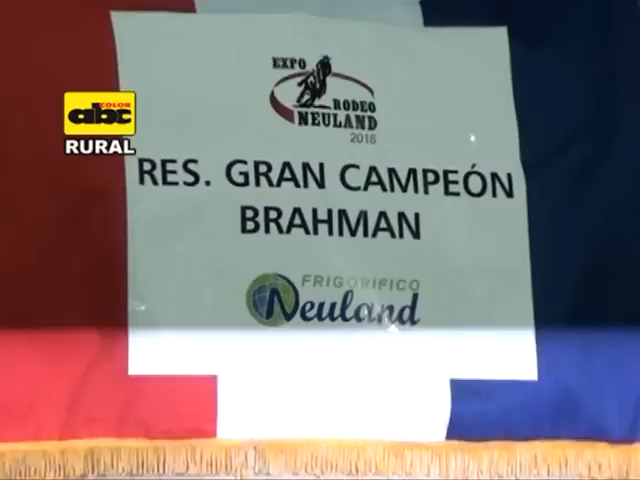 EXPO
RODEO
NEULAND
2016
abc COLOR
RURAL
RES. GRAN CAMPEÓN
BRAHMAN
FRIGORIFICO
Neuland